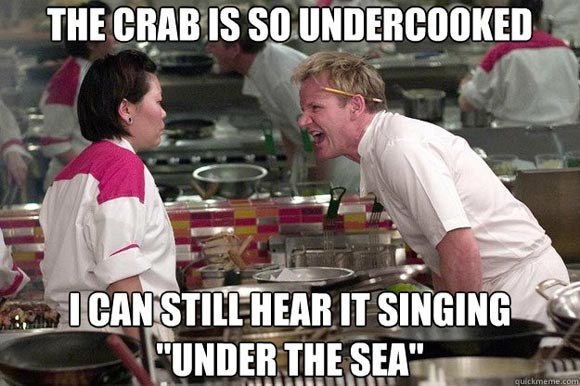 THE CRAB IS SO UNDERCOOKED
I CAN STILL HEAR IT SINGING
"UNDER THE SEA"
quickmeme.com